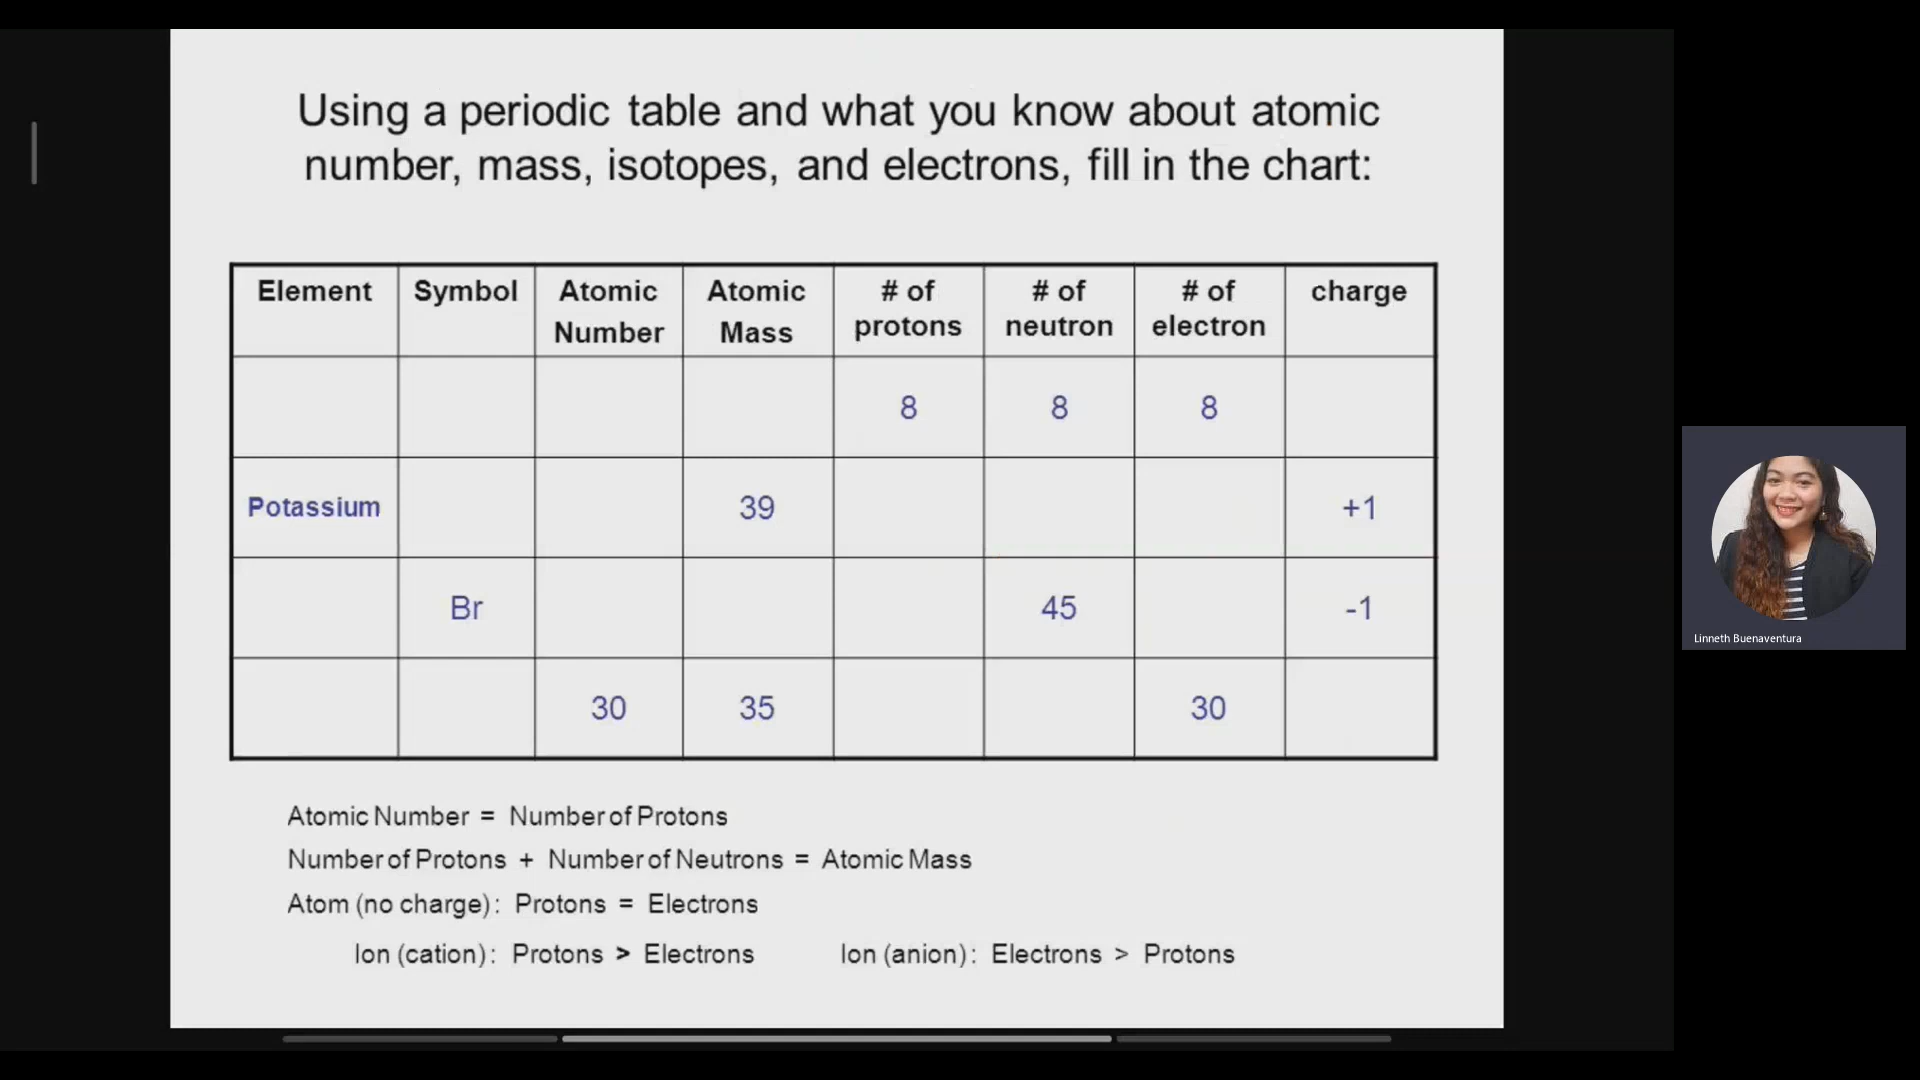 Using a periodic table and what you know about atomic
number, mass, isotopes, and electrons, fill in the chart:
Element Symbol Atomic Number Atomic Mass # of protons # of neutron # of electron charge
8 8 8
Potassium 39 +1
Br 45 -1
30 35 30
Atomic Number = Number of Protons
Number of Protons + Number of Neutrons = Atomic Mass
Atom (no charge): Protons = Electrons
Ion (cation): Protons > Electrons Ion (anion): Electrons > Protons
Linneth Buenaventura